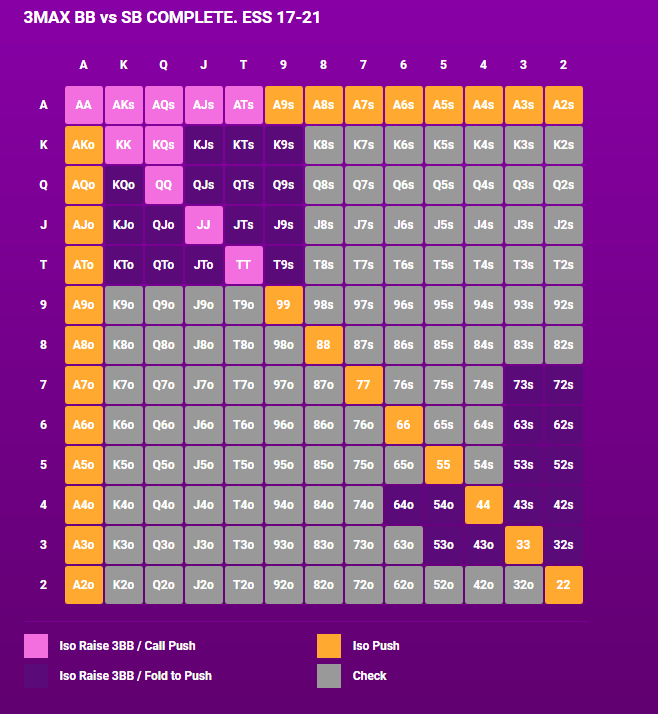 3MAX BB vs SB COMPLETE. ESS 17-21
A K Q J T 9 8 7 6 5 4 3 2
A AA AKs AQs AJs ATs A9s A8s A7s A6s A5s A4s A3s A2s
K AKo KK KQs KJs KTs K9s K8s K7s K6s K5s K4s K3s K2s
Q AQo KQo QQ QJs QTs Q9s Q8s Q7s Q6s Q5s Q4s Q3s Q2s
J AJo KJo QJo JJ JTs J9s J8s J7s J6s J5s J4s J3s J2s
T ATo KTo QTo JTo TT T9s T8s T7s T6s T5s T4s T3s T2s
9 A9o K9o Q9o J9o T9o 99 98s 97s 96s 95s 94s 93s 92s
8 A8o K8o Q8o J8o T8o 98o 88 87s 86s 85s 84s 83s 82s
7 A7o K7o Q7o J7o T7o 97o 87o 77 76s 75s 74s 73s 72s
6 A6o K6o Q6o J6o T6o 96o 86o 76o 66 65s 64s 63s 62s
5 A5o K5o Q5o J5o T5o 95o 85o 75o 65o 55 54s 53s 52s
4 A4o K4o Q4o J4o T4o 94o 84o 74o 64o 54o 44 43s 42s
3 A3o K3o Q3o J3o T3o 93o 83o 73o 63o 53o 43o 33 32s
2 A2o K2o Q2o J2o T2o 92o 82o 72o 62o 52o 42o 32o 22
Iso Raise 3BB / Call Push
Iso Push
Iso Raise 3BB / Fold to Push
Check